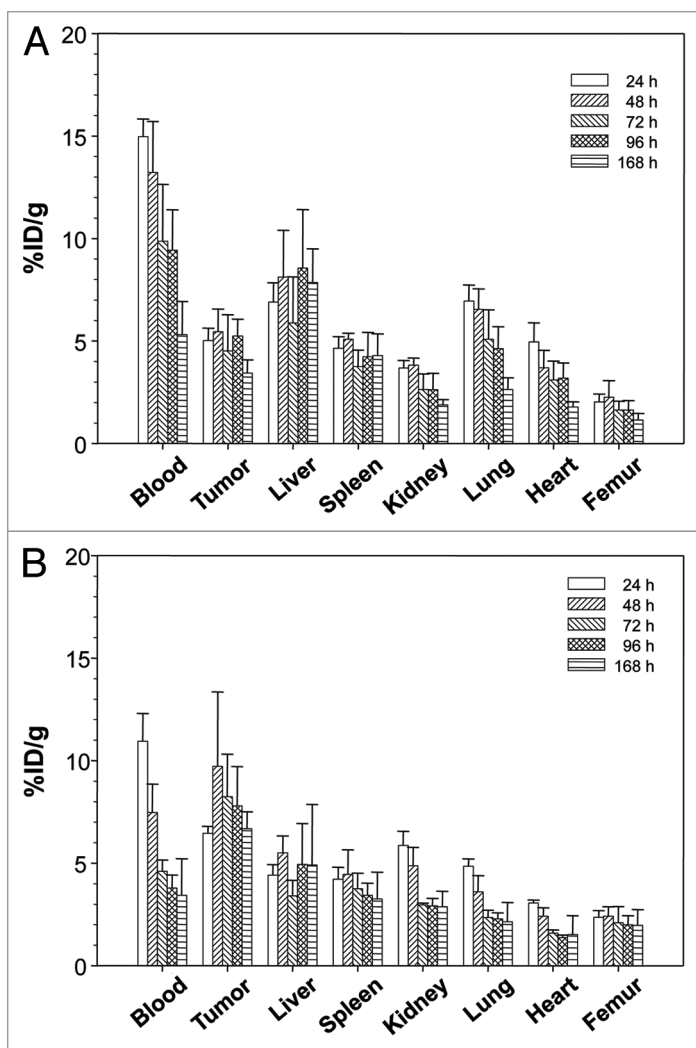 A
20
15
10
5
0
%ID/g
24 h
48 h
72 h
96 h
168 h
Blood
Tumor
Liver
Spleen
Kidney
Lung
Heart
Femur
B
20
15
10
5
0
%ID/g
24 h
48 h
72 h
96 h
168 h
Blood
Tumor
Liver
Spleen
Kidney
Lung
Heart
Femur